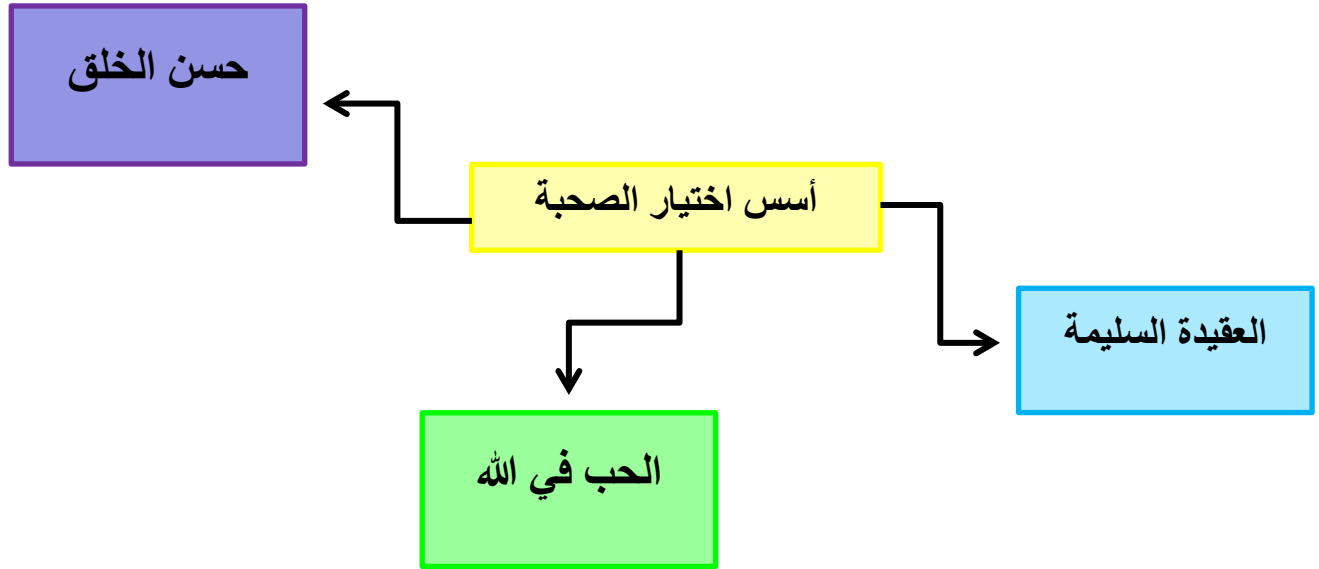 أسس اختيار الصحبة
العقيدة السليمة
الحب في الله
حسن الخلق